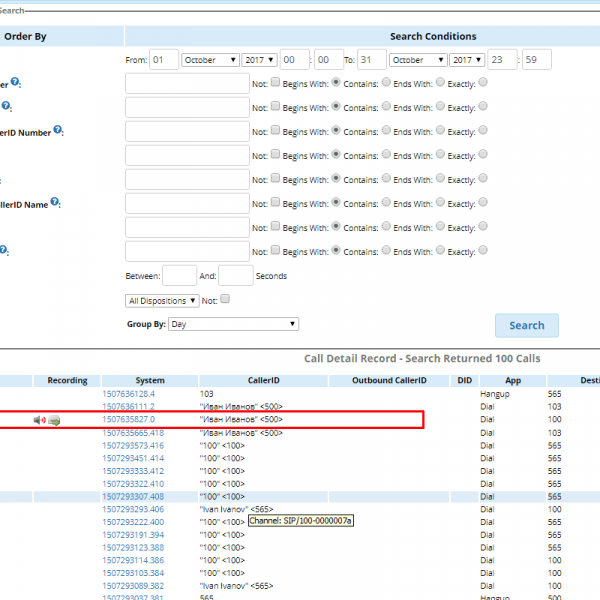 Search
Order By Search Conditions
From: 01 October 2017 00 : 00 To: 31 October 2017 23 : 59
er : Not: Begins With: Contains: Ends With: Exactly:
: Not: Begins With: Contains: Ends With: Exactly:
erID Number : Not: Begins With: Contains: Ends With: Exactly:
Not: Begins With: Contains: Ends With: Exactly:
: Not: Begins With: Contains: Ends With: Exactly:
llerID Name : Not: Begins With: Contains: Ends With: Exactly:
Not: Begins With: Contains: Ends With: Exactly:
: Not: Begins With: Contains: Ends With: Exactly:
Between: And: Seconds
All Dispositions Not:
Group By: Day Search
Call Detail Record - Search Returned 100 Calls
Recording System CallerID Outbound CallerID DID App Desti
1507636128.4 103 Hangup 565
1507636111.2 "Иван Иванов" <500> Dial 103
1507635827.0 "Иван Иванов" <500> Dial 100
1507635665.418 "Иван Иванов" <500> Dial 103
1507293573.416 "100" <100> Dial 565
1507293451.414 "100" <100> Dial 565
1507293333.412 "100" <100> Dial 565
1507293322.410 "100" <100> Dial 565
1507293307.408 "100" <100> Dial 565
1507293293.406 "Ivan Ivanov" <565> Dial 100
1507293222.400 "100" <100> Channel: SIP/100-0000007a Dial 565
1507293191.394 "100" <100> Dial 565
1507293123.388 "100" <100> Dial 565
1507293114.386 "100" <100> Dial 100
1507293103.384 "100" <100> Dial 565
1507293089.382 "Ivan Ivanov" <565> Dial 100
1507293037.381 565 Hangup 500